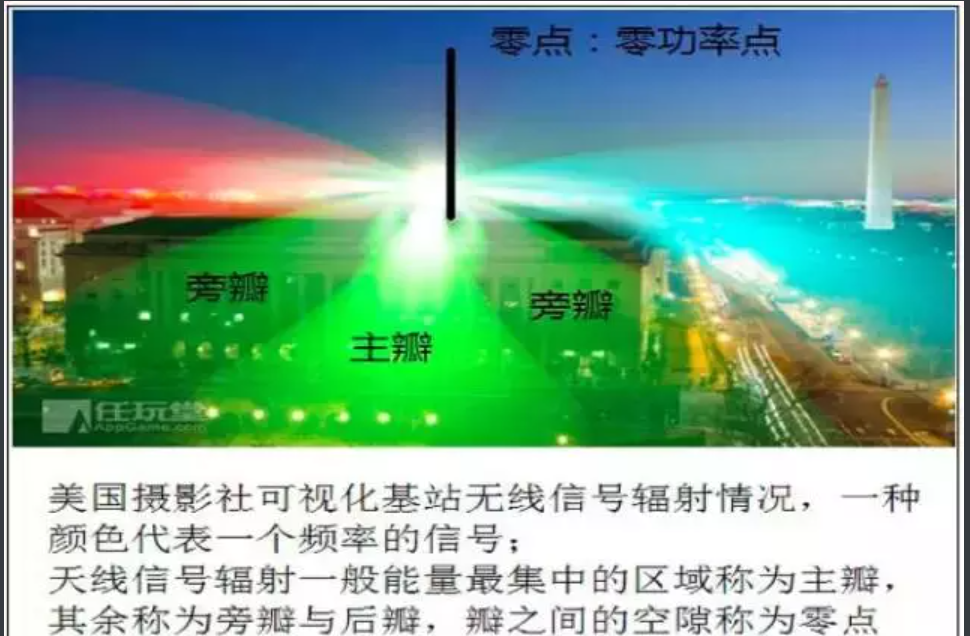 零点：零功率点
旁瓣
旁瓣
主瓣
任玩堂
AppGame.com
美国摄影社可视化基站无线信号辐射情况，一种
颜色代表一个频率的信号；
天线信号辐射一般能量最集中的区域称为主瓣，
其余称为旁瓣与后瓣，瓣之间的空隙称为零点